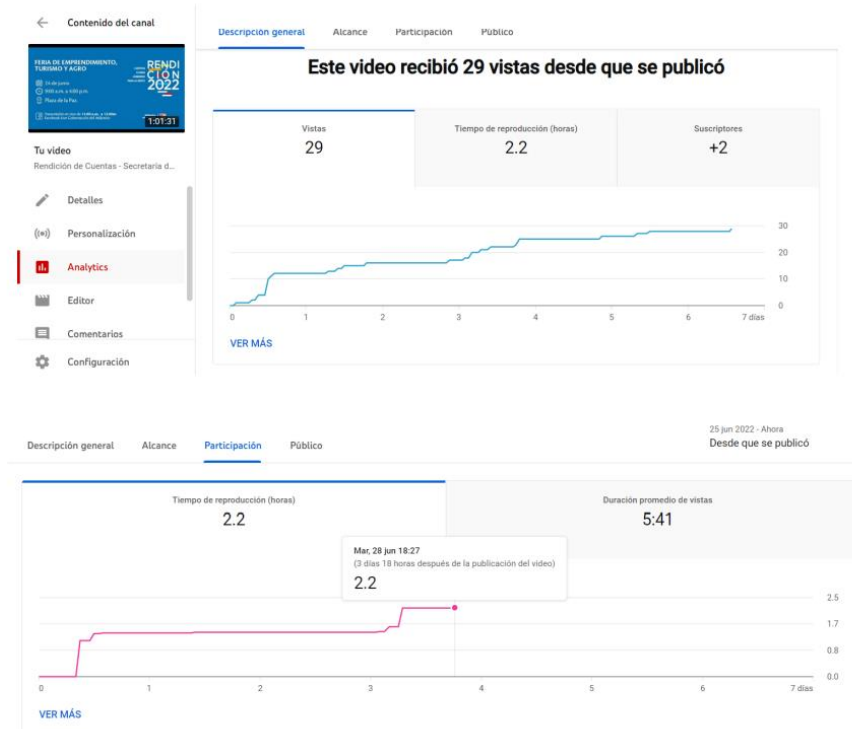 Contenido del canal
FERIA DE EMPRENDIMIENTO,
TURISMO Y AGRO
RENDI
CIÓN
2022
1:01:31
Tu video
Rendición de Cuentas - Secretaria d...
Detalles
Personalización
Analytics
Editor
Comentarios
Configuración
Descripción general Alcance Participación Público
Este video recibió 29 vistas desde que se publicó
Vistas
29
Tiempo de reproducción (horas)
2.2
Suscriptores
+2
30
20
10
0
0 1 2 3 4 5 6 7 días
VER MÁS
25 jun 2022 - Ahora
Descripción general Alcance Participación Público Desde que se publicó
Tiempo de reproducción (horas)
2.2
Duración promedio de vistas
5:41
Mar, 28 jun 18:27
(3 días 18 horas después de la publicación del video)
2.2
2.5
1.7
0.8
0.0
0 1 2 3 4 5 6 7 días
VER MÁS